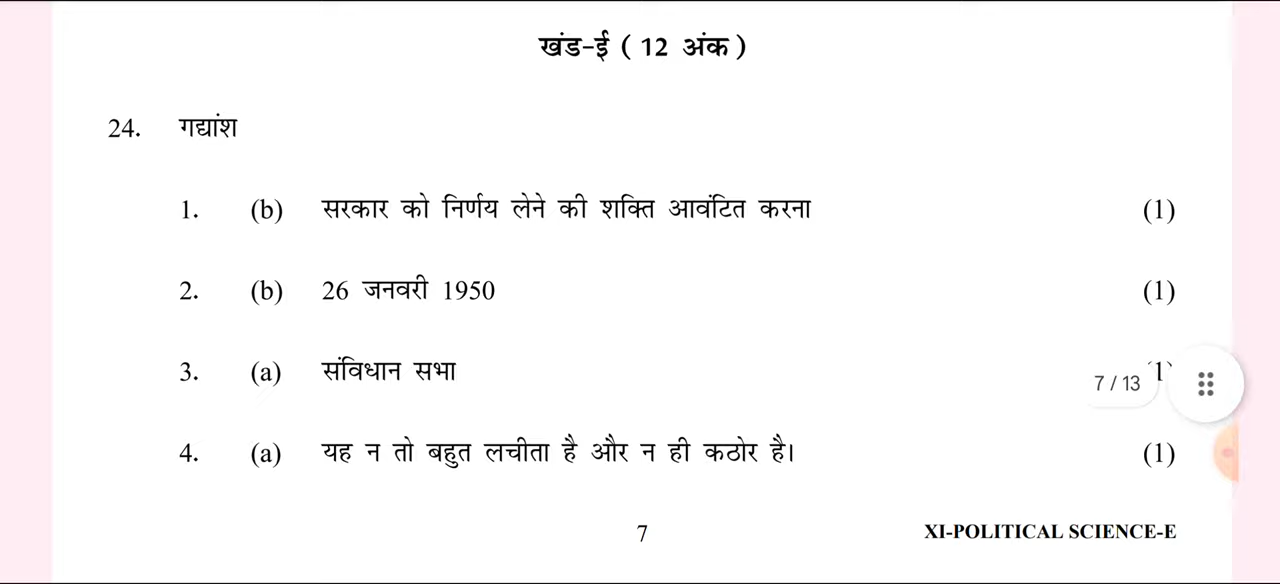 खंड-ई ( 12 अंक )
24. गद्यांश
1. (b) सरकार को निर्णय लेने की शक्ति आवंटित करना (1)
2. (b) 26 जनवरी 1950 (1)
3. (a) संविधान सभा (1)
7 / 13
4. (a) यह न तो बहुत लचीता है और न ही कठोर है। (1)
7 XI-POLITICAL SCIENCE-E